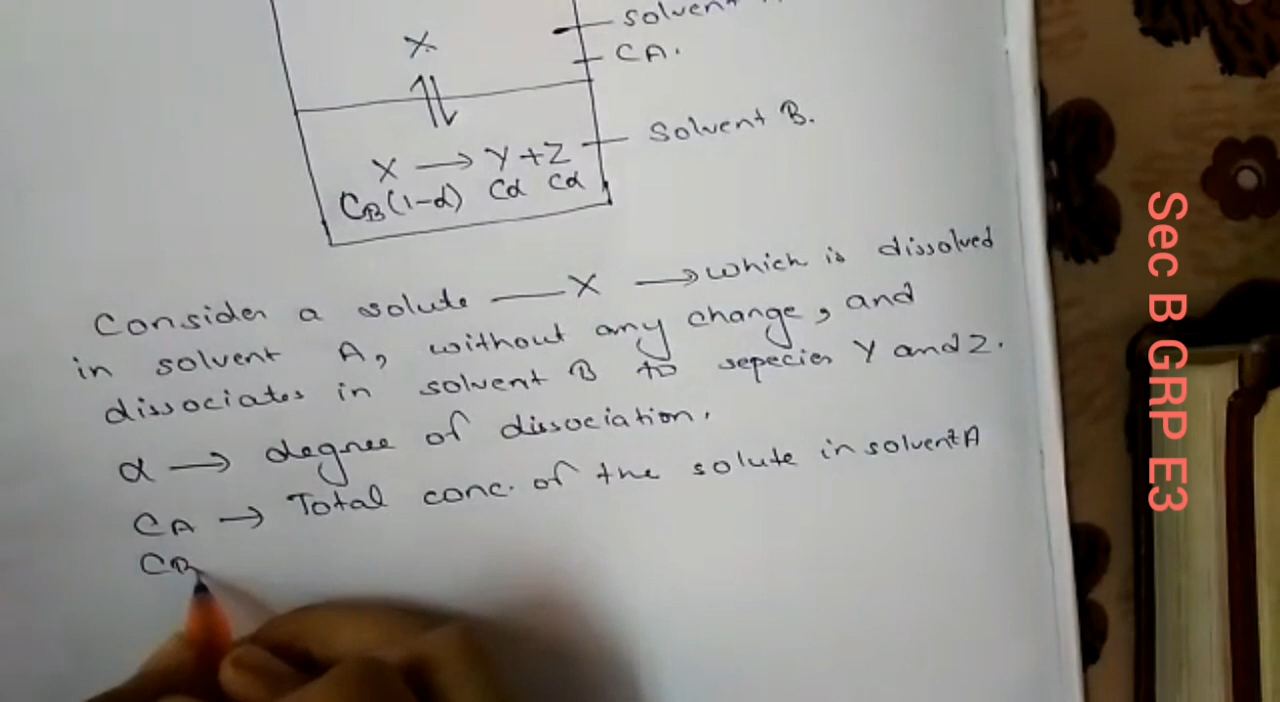 solvent
X
CA.
Solvent B.
X → Y + Z
CB(1-α) Cα Cα
Consider a solute — X → which is dissolved
in solvent A, without any change, and
dissociates in solvent B to sepecies Y and Z.
α → degree of dissociation.
CA → Total conc. of the solute in solvent A
CB
Sec B GRP E3